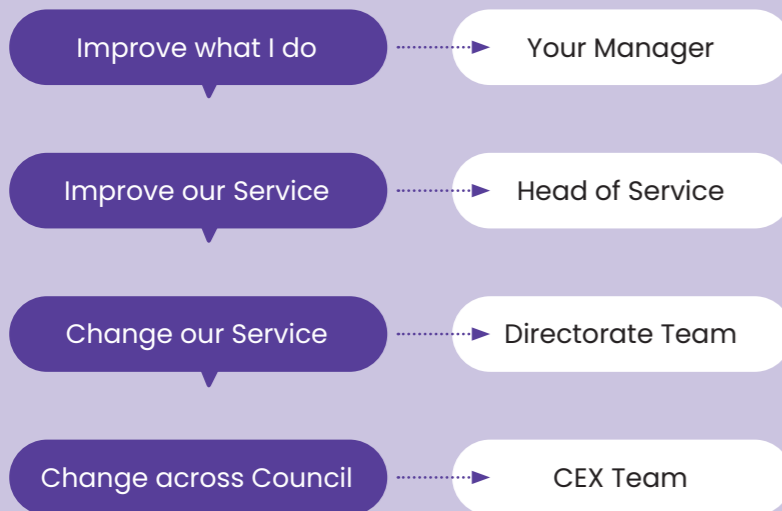 Improve what I do
Your Manager
Improve our Service
Head of Service
Change our Service
Directorate Team
Change across Council
CEX Team